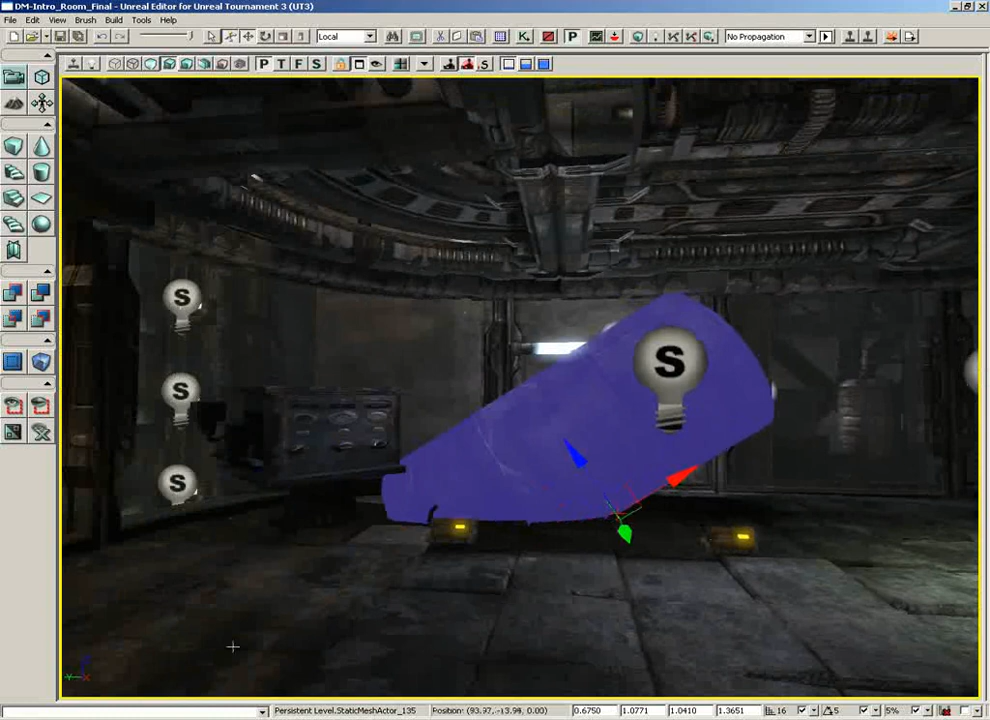 DM-Intro_Room_Final - Unreal Editor for Unreal Tournament 3 (UT3)
File Edit View Brush Build Tools Help
Local
K
P
No Propagation
P T F S
S
S
S
S
S
Persistent Level.StaticMeshActor_135 Position: (93.97,-13.94, 0.00) 0.6750 1.0771 1.0410 1.3651 16 5 5%